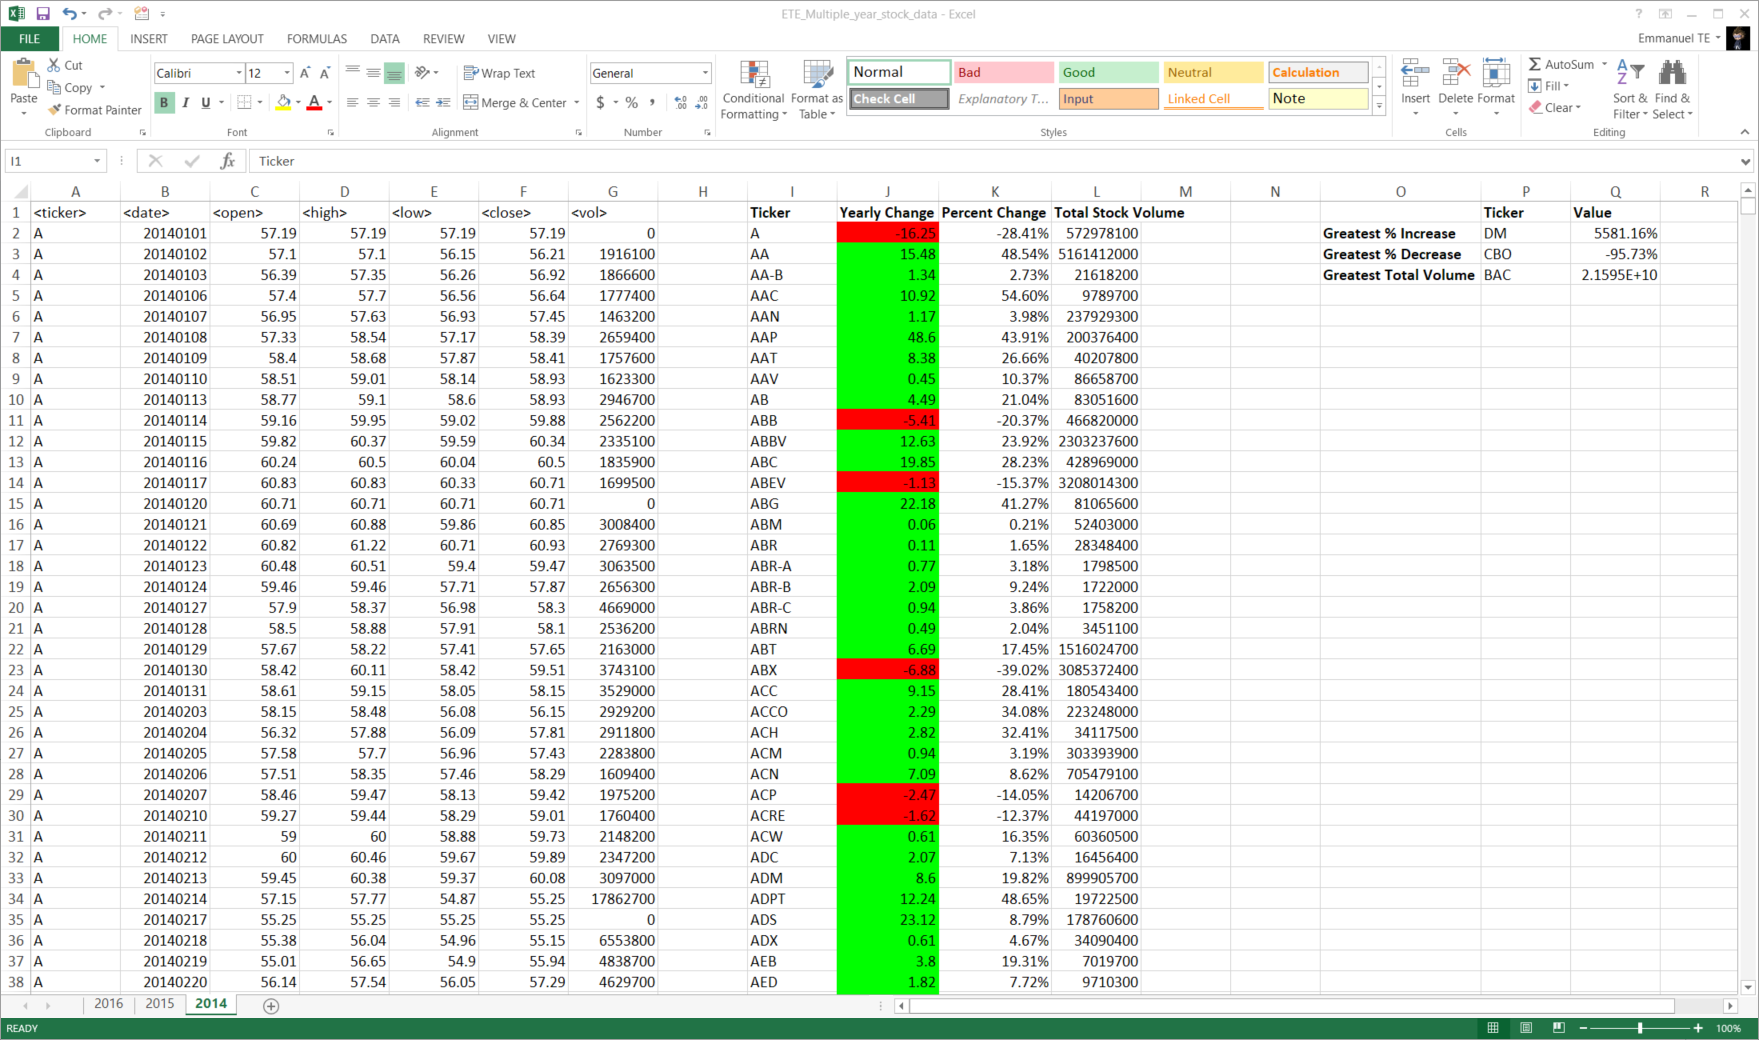 ETE_Multiple_year_stock_data - Excel
FILE HOME INSERT PAGE LAYOUT FORMULAS DATA REVIEW VIEW Emmanuel TE
Paste Cut Copy Format Painter Clipboard
Calibri 12 B I U A Font
Wrap Text Merge & Center Alignment
General $ % , Number
Conditional Formatting Format as Table
Normal Bad Good Neutral Calculation
Check Cell Explanatory T... Input Linked Cell Note
Styles
Insert Delete Format Cells
AutoSum Fill Clear Sort & Filter Find & Select Editing
I1 fx Ticker
A B C D E F G H I J K L M N O P Q R
1 <ticker> <date> <open> <high> <low> <close> <vol> Ticker Yearly Change Percent Change Total Stock Volume Ticker Value
2 A 20140101 57.19 57.19 57.19 57.19 0 A -16.25 -28.41% 572978100 Greatest % Increase DM 5581.16%
3 A 20140102 57.1 57.1 56.15 56.21 1916100 AA 15.48 48.54% 5161412000 Greatest % Decrease CBO -95.73%
4 A 20140103 56.39 57.35 56.26 56.92 1866600 AA-B 1.34 2.73% 21618200 Greatest Total Volume BAC 2.1595E+10
5 A 20140106 57.4 57.7 56.56 56.64 1777400 AAC 10.92 54.60% 9789700
6 A 20140107 56.95 57.63 56.93 57.45 1463200 AAN 1.17 3.98% 237929300
7 A 20140108 57.33 58.54 57.17 58.39 2659400 AAP 48.6 43.91% 200376400
8 A 20140109 58.4 58.68 57.87 58.41 1757600 AAT 8.38 26.66% 40207800
9 A 20140110 58.51 59.01 58.14 58.93 1623300 AAV 0.45 10.37% 86658700
10 A 20140113 58.77 59.1 58.6 58.93 2946700 AB 4.49 21.04% 83051600
11 A 20140114 59.16 59.95 59.02 59.88 2562200 ABB -5.41 -20.37% 466820000
12 A 20140115 59.82 60.37 59.59 60.34 2335100 ABBV 12.63 23.92% 2303237600
13 A 20140116 60.24 60.5 60.04 60.5 1835900 ABC 19.85 28.23% 428969000
14 A 20140117 60.83 60.83 60.33 60.71 1699500 ABEV -1.13 -15.37% 3208014300
15 A 20140120 60.71 60.71 60.71 60.71 0 ABG 22.18 41.27% 81065600
16 A 20140121 60.69 60.88 59.86 60.85 3008400 ABM 0.06 0.21% 52403000
17 A 20140122 60.82 61.22 60.71 60.93 2769300 ABR 0.11 1.65% 28348400
18 A 20140123 60.48 60.51 59.4 59.47 3063500 ABR-A 0.77 3.18% 1798500
19 A 20140124 59.46 59.46 57.71 57.87 2656300 ABR-B 2.09 9.24% 1722000
20 A 20140127 57.9 58.37 56.98 58.3 4669000 ABR-C 0.94 3.86% 1758200
21 A 20140128 58.5 58.88 57.91 58.1 2536200 ABRN 0.49 2.04% 3451100
22 A 20140129 57.67 58.22 57.41 57.65 2163000 ABT 6.69 17.45% 1516024700
23 A 20140130 58.42 60.11 58.42 59.51 3743100 ABX -6.88 -39.02% 3085372400
24 A 20140131 58.61 59.15 58.05 58.15 3529000 ACC 9.15 28.41% 180543400
25 A 20140203 58.15 58.48 56.08 56.15 2929200 ACCO 2.29 34.08% 223248000
26 A 20140204 56.32 57.88 56.09 57.81 2911800 ACH 2.82 32.41% 34117500
27 A 20140205 57.58 57.7 56.96 57.43 2283800 ACM 0.94 3.19% 303393900
28 A 20140206 57.51 58.35 57.46 58.29 1609400 ACN 7.09 8.62% 705479100
29 A 20140207 58.46 59.47 58.13 59.42 1975200 ACP -2.47 -14.05% 14206700
30 A 20140210 59.27 59.44 58.29 59.01 1760400 ACRE -1.62 -12.37% 44197000
31 A 20140211 59 60 58.88 59.73 2148200 ACW 0.61 16.35% 60360500
32 A 20140212 60 60.46 59.67 59.89 2347200 ADC 2.07 7.13% 16456400
33 A 20140213 59.45 60.38 59.37 60.08 3097000 ADM 8.6 19.82% 899905700
34 A 20140214 57.15 57.77 54.87 55.25 17862700 ADPT 12.24 48.65% 19722500
35 A 20140217 55.25 55.25 55.25 55.25 0 ADS 23.12 8.79% 178760600
36 A 20140218 55.38 56.04 54.96 55.15 6553800 ADX 0.61 4.67% 34090400
37 A 20140219 55.01 56.65 54.9 55.94 4838700 AEB 3.8 19.31% 7019700
38 A 20140220 56.14 57.54 56.05 57.29 4629700 AED 1.82 7.72% 9710300
2016 2015 2014
READY 100%